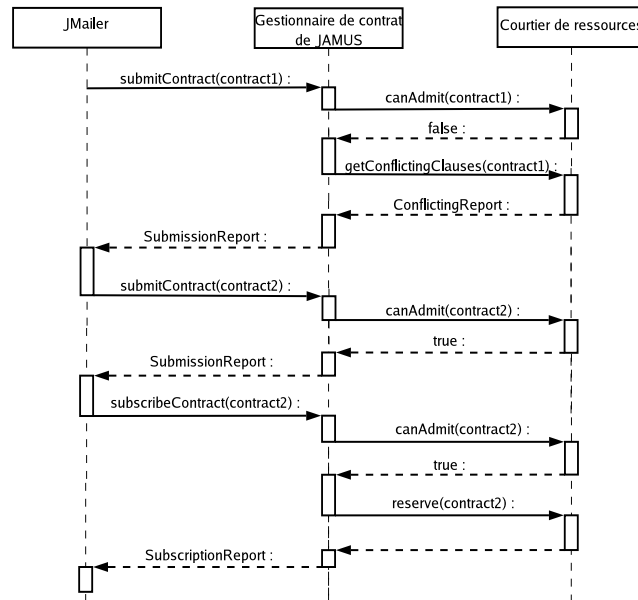 JMailer
Gestionnaire de contrat
de JAMUS
Courtier de ressources
submitContract(contract1) :
canAdmit(contract1) :
false :
getConflictingClauses(contract1) :
ConflictingReport :
SubmissionReport :
submitContract(contract2) :
canAdmit(contract2) :
true :
SubmissionReport :
subscribeContract(contract2) :
canAdmit(contract2) :
true :
reserve(contract2) :
SubscriptionReport :